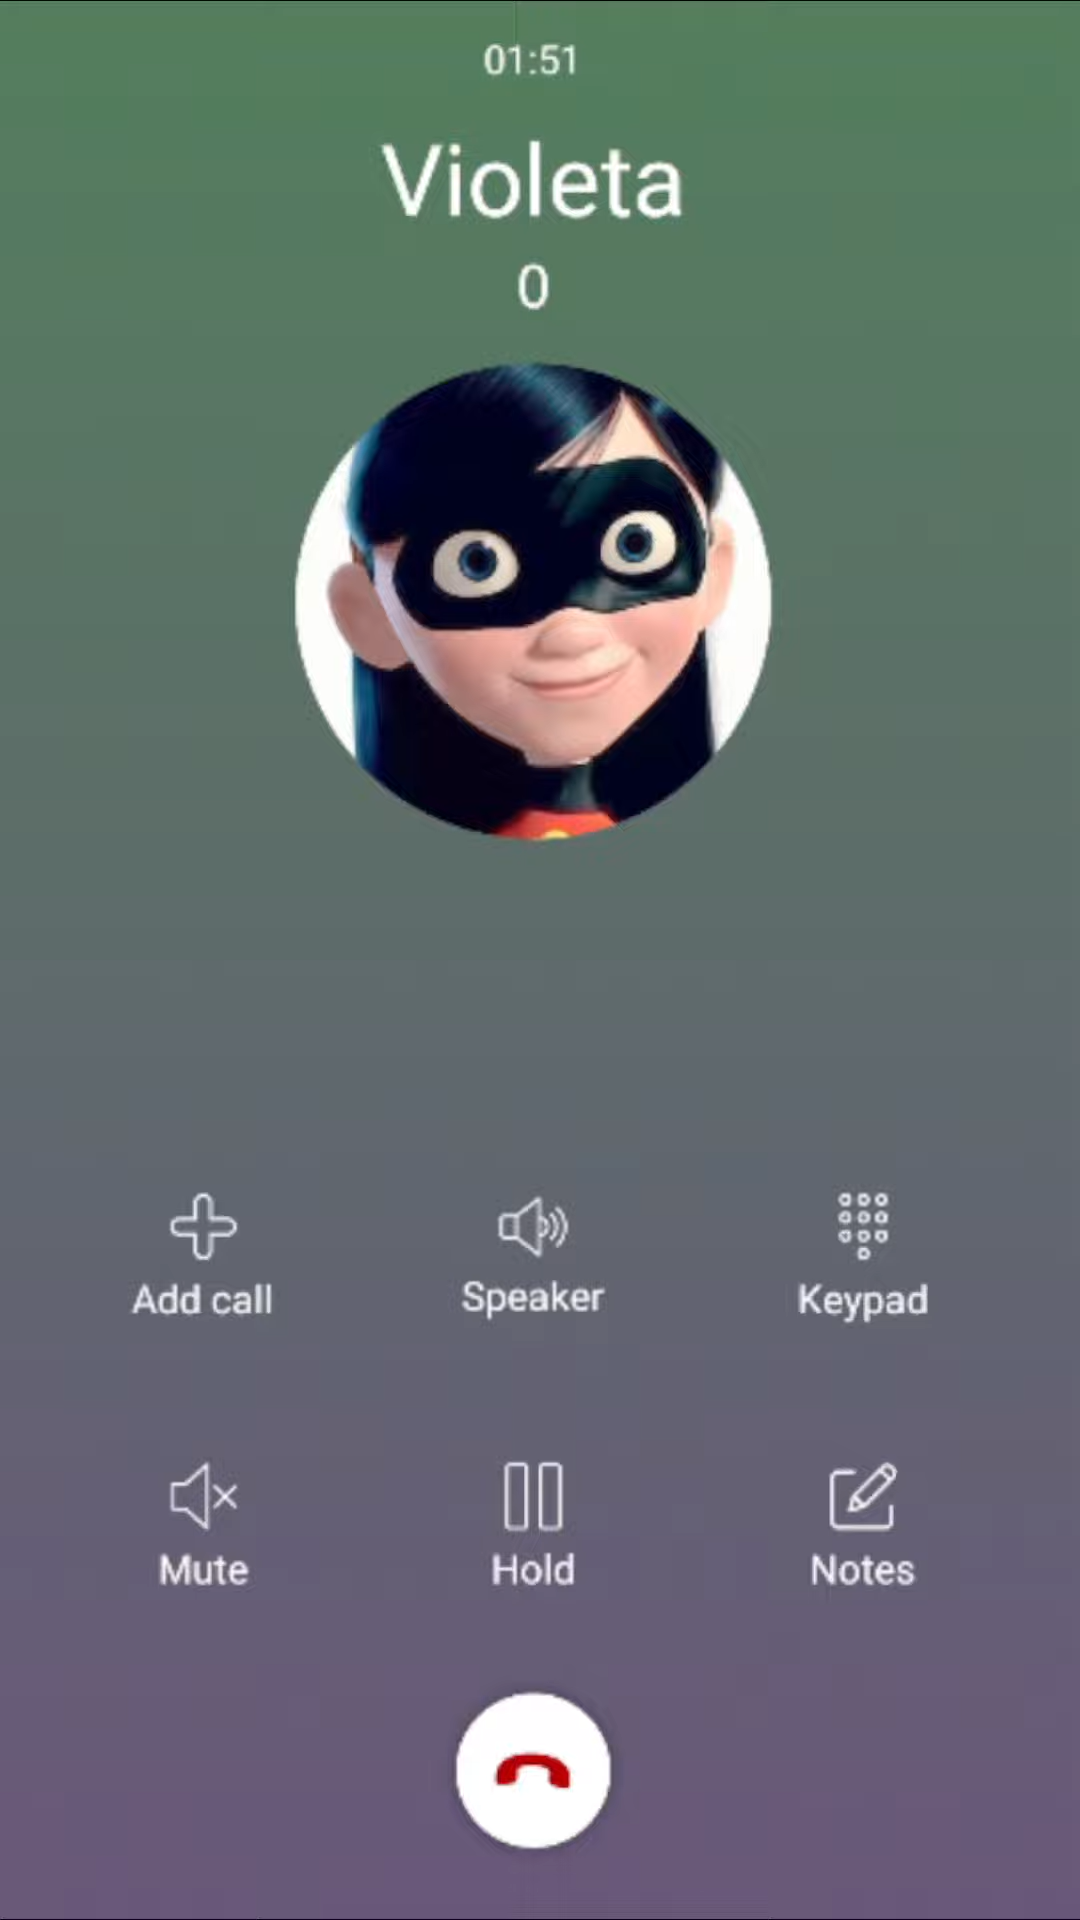 01:51
Violeta
0
Add call
Speaker
Keypad
Mute
Hold
Notes